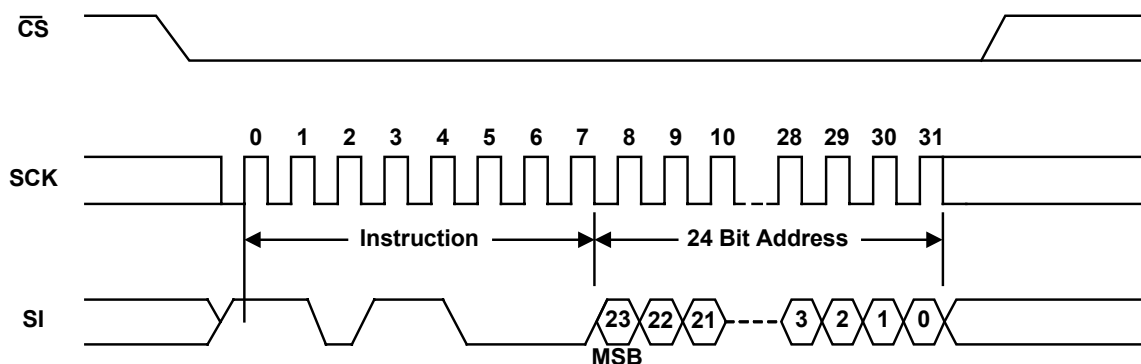 CS
0 1 2 3 4 5 6 7 8 9 10 28 29 30 31
SCK
Instruction 24 Bit Address
SI 23 22 21 3 2 1 0
MSB